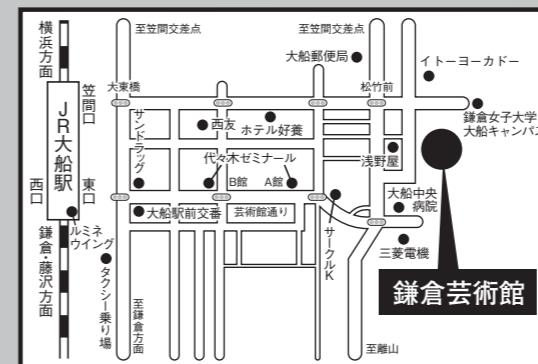 至笠間交差点
至笠間交差点
横浜方面
大船郵便局
イトーヨーカドー
大東橋
松竹前
笠間口
JR大船駅
サンドラッグ
西友
ホテル好養
鎌倉女子大学
大船キャンパス
浅野屋
代々木ゼミナール
B館
A館
西口
東口
大船中央
病院
大船駅前交番
芸術館通り
ルミネ
ウイング
サークルK
三菱電機
鎌倉・藤沢方面
タクシー乗り場
鎌倉芸術館
至鎌倉方面
至離山